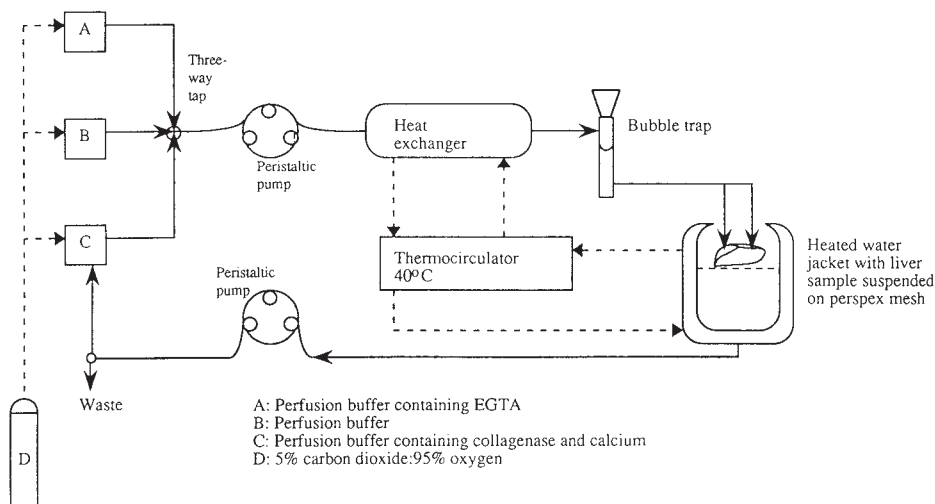 A
Three-
way
tap
B
Peristaltic
pump
Heat
exchanger
Bubble trap
C
Thermocirculator
40°C
Heated water
jacket with liver
sample suspended
on perspex mesh
Peristaltic
pump
Waste
D
A: Perfusion buffer containing EGTA
B: Perfusion buffer
C: Perfusion buffer containing collagenase and calcium
D: 5% carbon dioxide:95% oxygen